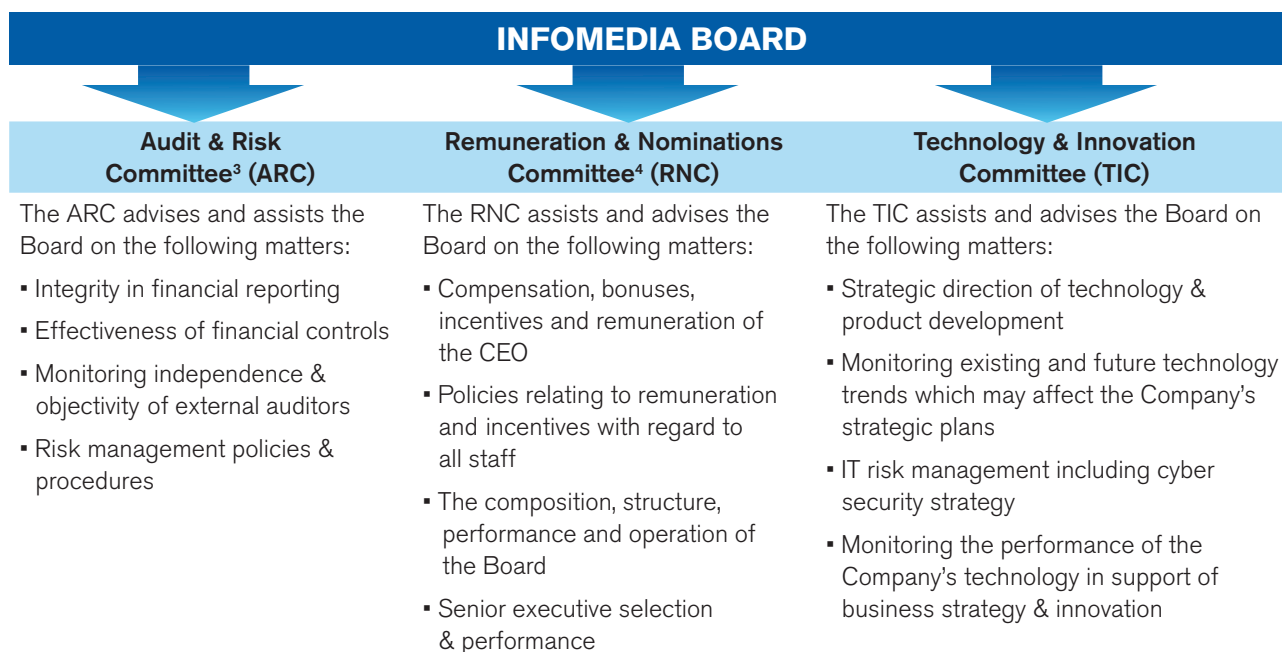 INFOMEDIA BOARD
Audit & Risk
Committee³ (ARC)
The ARC advises and assists the
Board on the following matters:
▪ Integrity in financial reporting
▪ Effectiveness of financial controls
▪ Monitoring independence &
objectivity of external auditors
▪ Risk management policies &
procedures
Remuneration & Nominations
Committee⁴ (RNC)
The RNC assists and advises the
Board on the following matters:
▪ Compensation, bonuses,
incentives and remuneration of
the CEO
▪ Policies relating to remuneration
and incentives with regard to
all staff
▪ The composition, structure,
performance and operation of
the Board
▪ Senior executive selection
& performance
Technology & Innovation
Committee (TIC)
The TIC assists and advises the Board on
the following matters:
▪ Strategic direction of technology &
product development
▪ Monitoring existing and future technology
trends which may affect the Company’s
strategic plans
▪ IT risk management including cyber
security strategy
▪ Monitoring the performance of the
Company’s technology in support of
business strategy & innovation